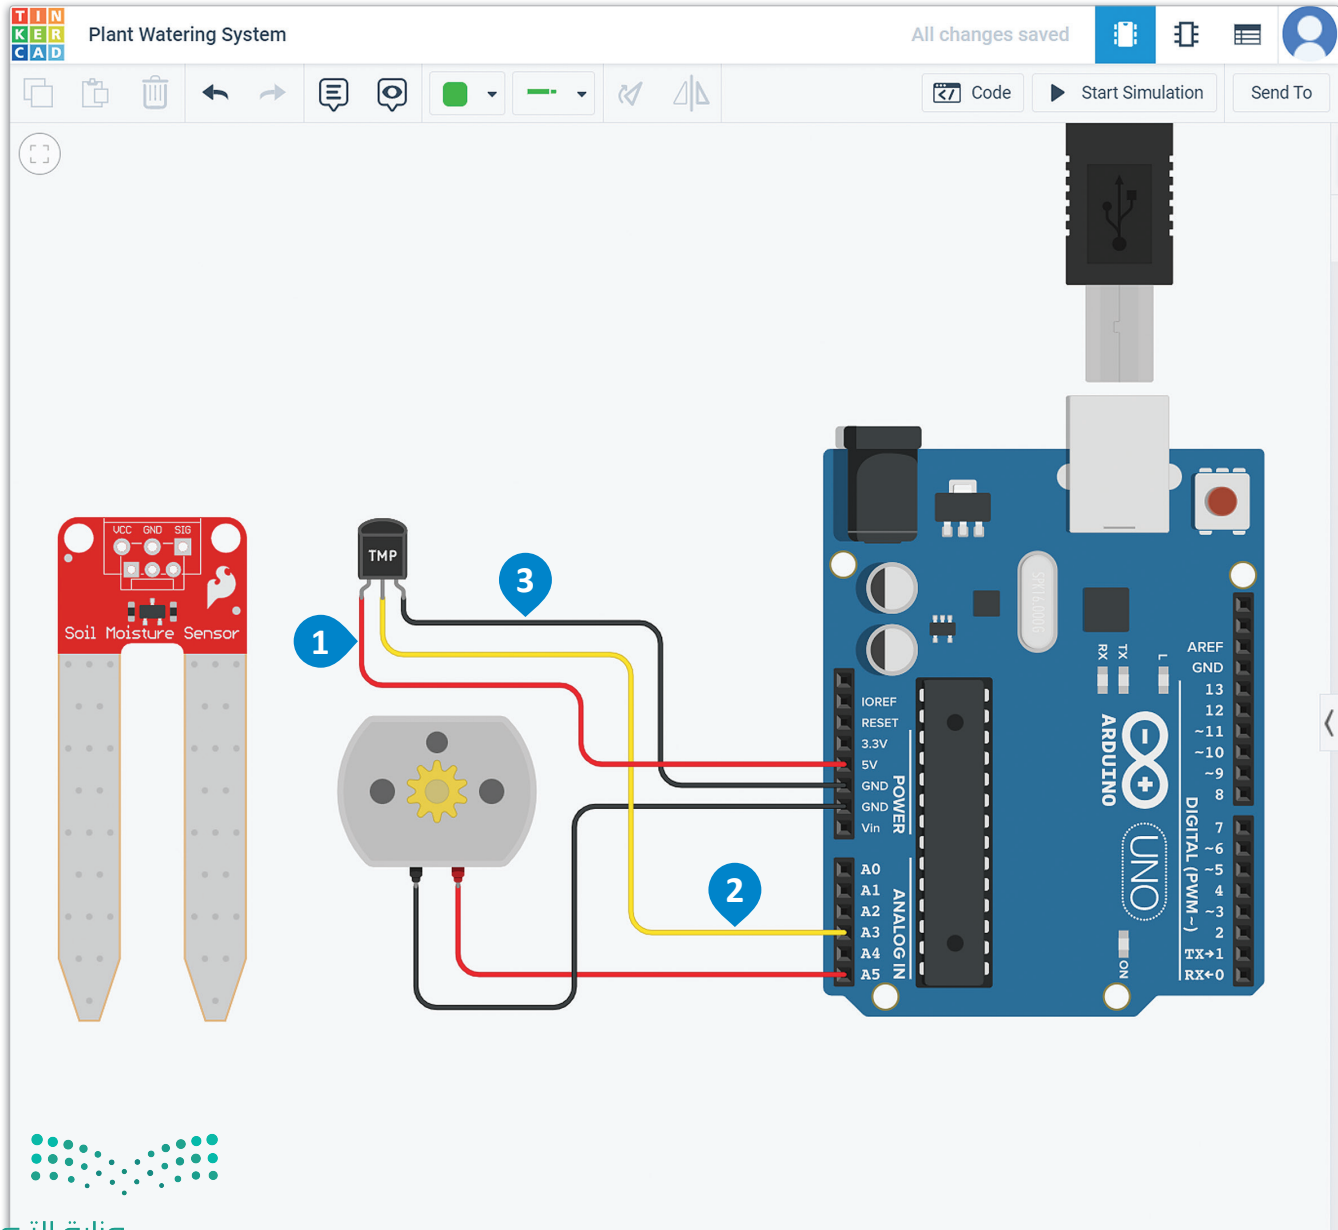 TIN
KER
CAD
Plant Watering System
All changes saved
Code
Start Simulation
Send To
VCC GND SIG
Soil Moisture Sensor
TMP
1
3
2
SPK16.000G
RX TX L
AREF
GND
13
12
~11
~10
~9
8
7
~6
~5
4
~3
2
TX→1
RX←0
DIGITAL (PWM~)
ARDUINO
UNO
ON
IOREF
RESET
3.3V
5V
GND
GND
Vin
POWER
A0
A1
A2
A3
A4
A5
ANALOG IN